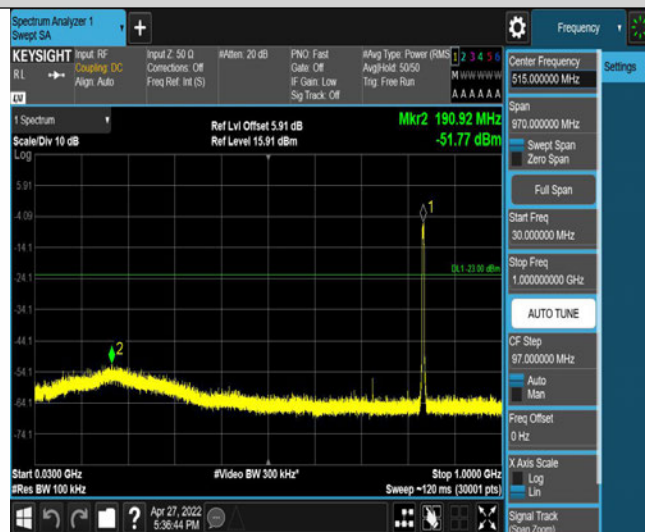 Spectrum Analyzer 1
Swept SA
Frequency
KEYSIGHT
RL
LXI
Input: RF
Coupling: DC
Align: Auto
Input Z: 50 Ω
Corrections: Off
Freq Ref: Int (S)
#Atten: 20 dB
PNO: Fast
Gate: Off
IF Gain: Low
Sig Track: Off
#Avg Type: Power (RMS
Avg|Hold: 50/50
Trig: Free Run
1 2 3 4 5 6
M W W W W W
A A A A A A
Center Frequency
515.000000 MHz
Settings
1 Spectrum
Scale/Div 10 dB
Ref Lvl Offset 5.91 dB
Ref Level 15.91 dBm
Mkr2 190.92 MHz
-51.77 dBm
Log
5.91
-4.09
-14.1
-24.1
-34.1
-44.1
-54.1
-64.1
-74.1
1
DL1 -23.00 dBm
2
Start 0.0300 GHz
#Res BW 100 kHz
#Video BW 300 kHz*
Stop 1.0000 GHz
Sweep ~120 ms (30001 pts)
Span
970.000000 MHz
Swept Span
Zero Span
Full Span
Start Freq
30.000000 MHz
Stop Freq
1.000000000 GHz
AUTO TUNE
CF Step
97.000000 MHz
Auto
Man
Freq Offset
0 Hz
X Axis Scale
Log
Lin
Signal Track
(Span Zoom)
?
Apr 27, 2022
5:36:44 PM